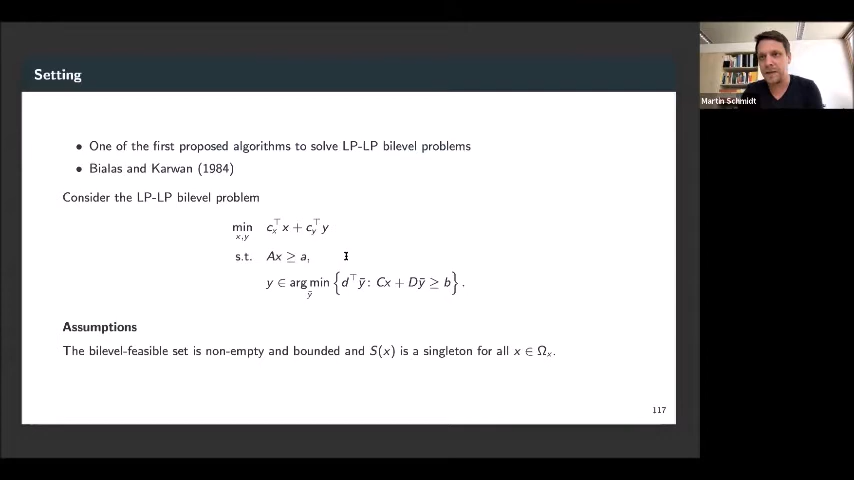 Setting
Martin Schmidt
• One of the first proposed algorithms to solve LP-LP bilevel problems
• Bialas and Karwan (1984)
Consider the LP-LP bilevel problem
min_{x,y} c_x^⊤ x + c_y^⊤ y
s.t. Ax ≥ a,
y ∈ arg min_{ȳ} {d^⊤ ȳ : Cx + Dȳ ≥ b}.
Assumptions
The bilevel-feasible set is non-empty and bounded and S(x) is a singleton for all x ∈ Ω_x.
117